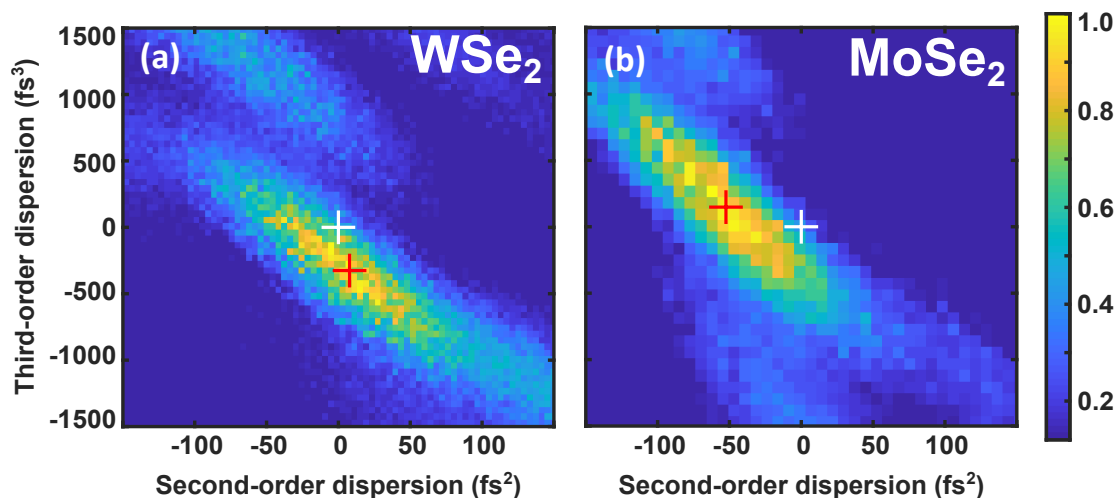 (a) WSe₂
(b) MoSe₂
Third-order dispersion (fs³)
1500
1000
500
0
-500
-1000
-1500
-100 -50 0 50 100
-100 -50 0 50 100
Second-order dispersion (fs²)
Second-order dispersion (fs²)
1.0
0.8
0.6
0.4
0.2